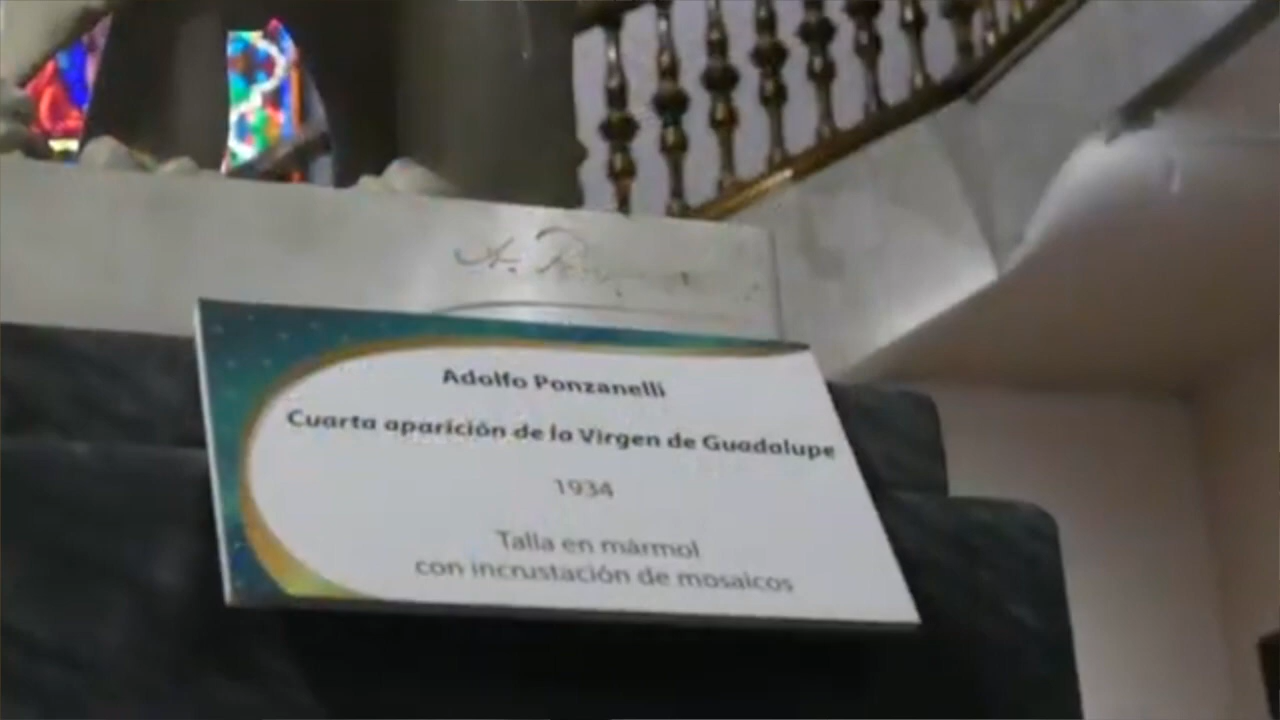 A.
Adolfo Ponzanelli
Cuarta aparición de la Virgen de Guadalupe
1934
Talla en mármol
con incrustación de mosaicos